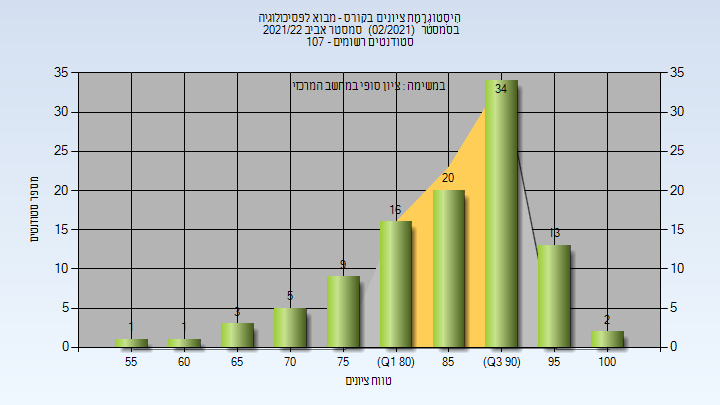 היסטוגרמת ציונים בקורס - מבוא לפסיכולוגיה
בסמסטר (02/2021) סמסטר אביב 2021/22
סטודנטים רשומים - 107
במשימה : ציון סופי במחשב המרכזי
35 35
30 30
25 25
20 20
15 15
10 10
5 5
0 0
מספר סטודנטים
1 1 3 5 9 16 20 34 13 2
55 60 65 70 75 (Q1 80) 85 (Q3 90) 95 100
טווח ציונים